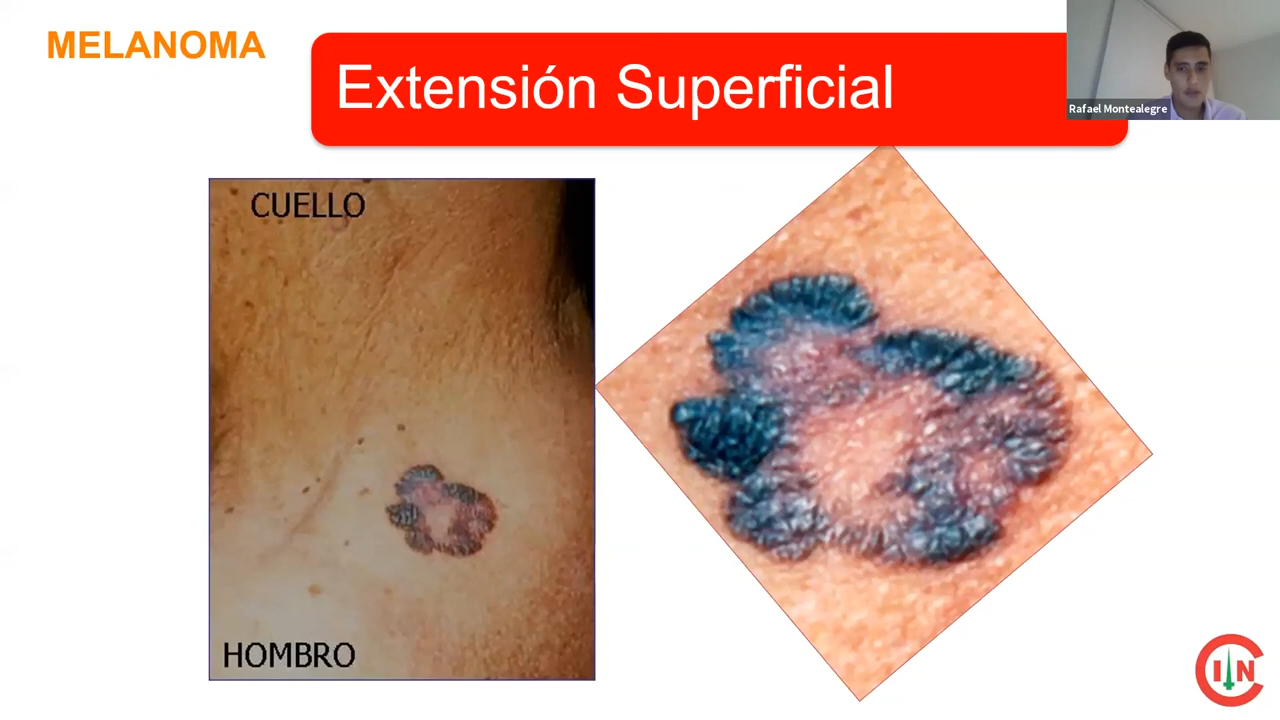 MELANOMA
Extensión Superficial
Rafael Montealegre
CUELLO
HOMBRO
C I N